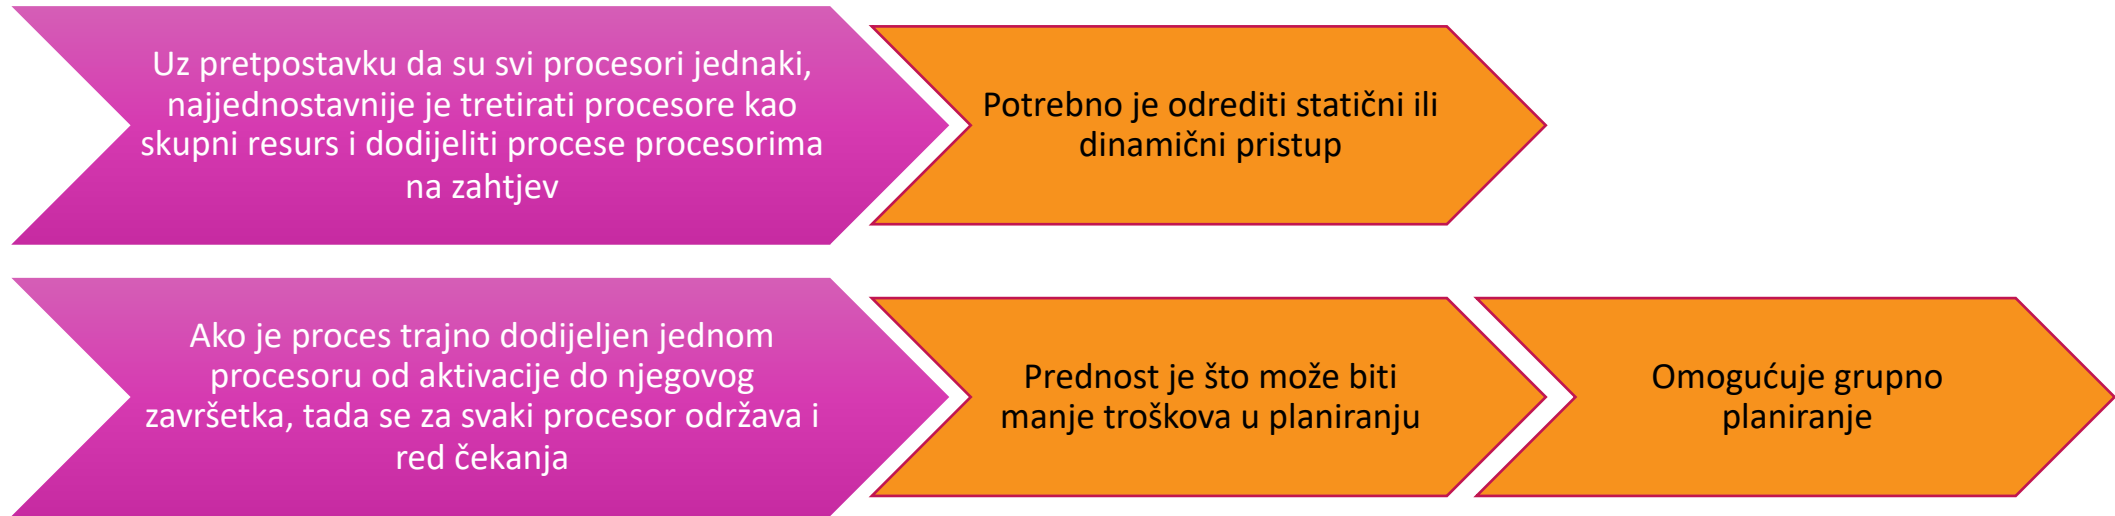 Uz pretpostavku da su svi procesori jednaki,
najjednostavnije je tretirati procesore kao
skupni resurs i dodijeliti procese procesorima
na zahtjev
Potrebno je odrediti statični ili
dinamični pristup
Ako je proces trajno dodijeljen jednom
procesoru od aktivacije do njegovog
završetka, tada se za svaki procesor održava i
red čekanja
Prednost je što može biti
manje troškova u planiranju
Omogućuje grupno
planiranje